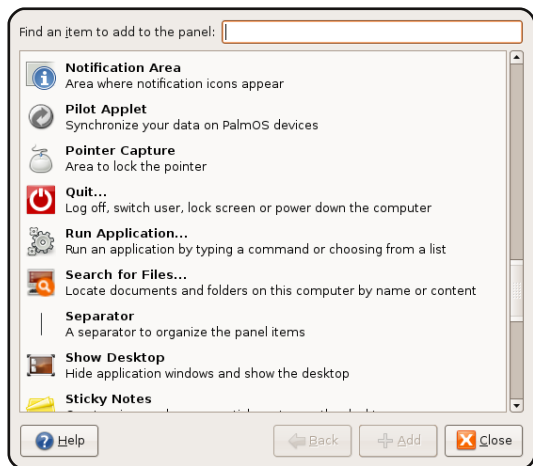 Find an item to add to the panel:
Notification Area
Area where notification icons appear
Pilot Applet
Synchronize your data on PalmOS devices
Pointer Capture
Area to lock the pointer
Quit...
Log off, switch user, lock screen or power down the computer
Run Application...
Run an application by typing a command or choosing from a list
Search for Files...
Locate documents and folders on this computer by name or content
Separator
A separator to organize the panel items
Show Desktop
Hide application windows and show the desktop
Sticky Notes
Help
Back
Add
Close